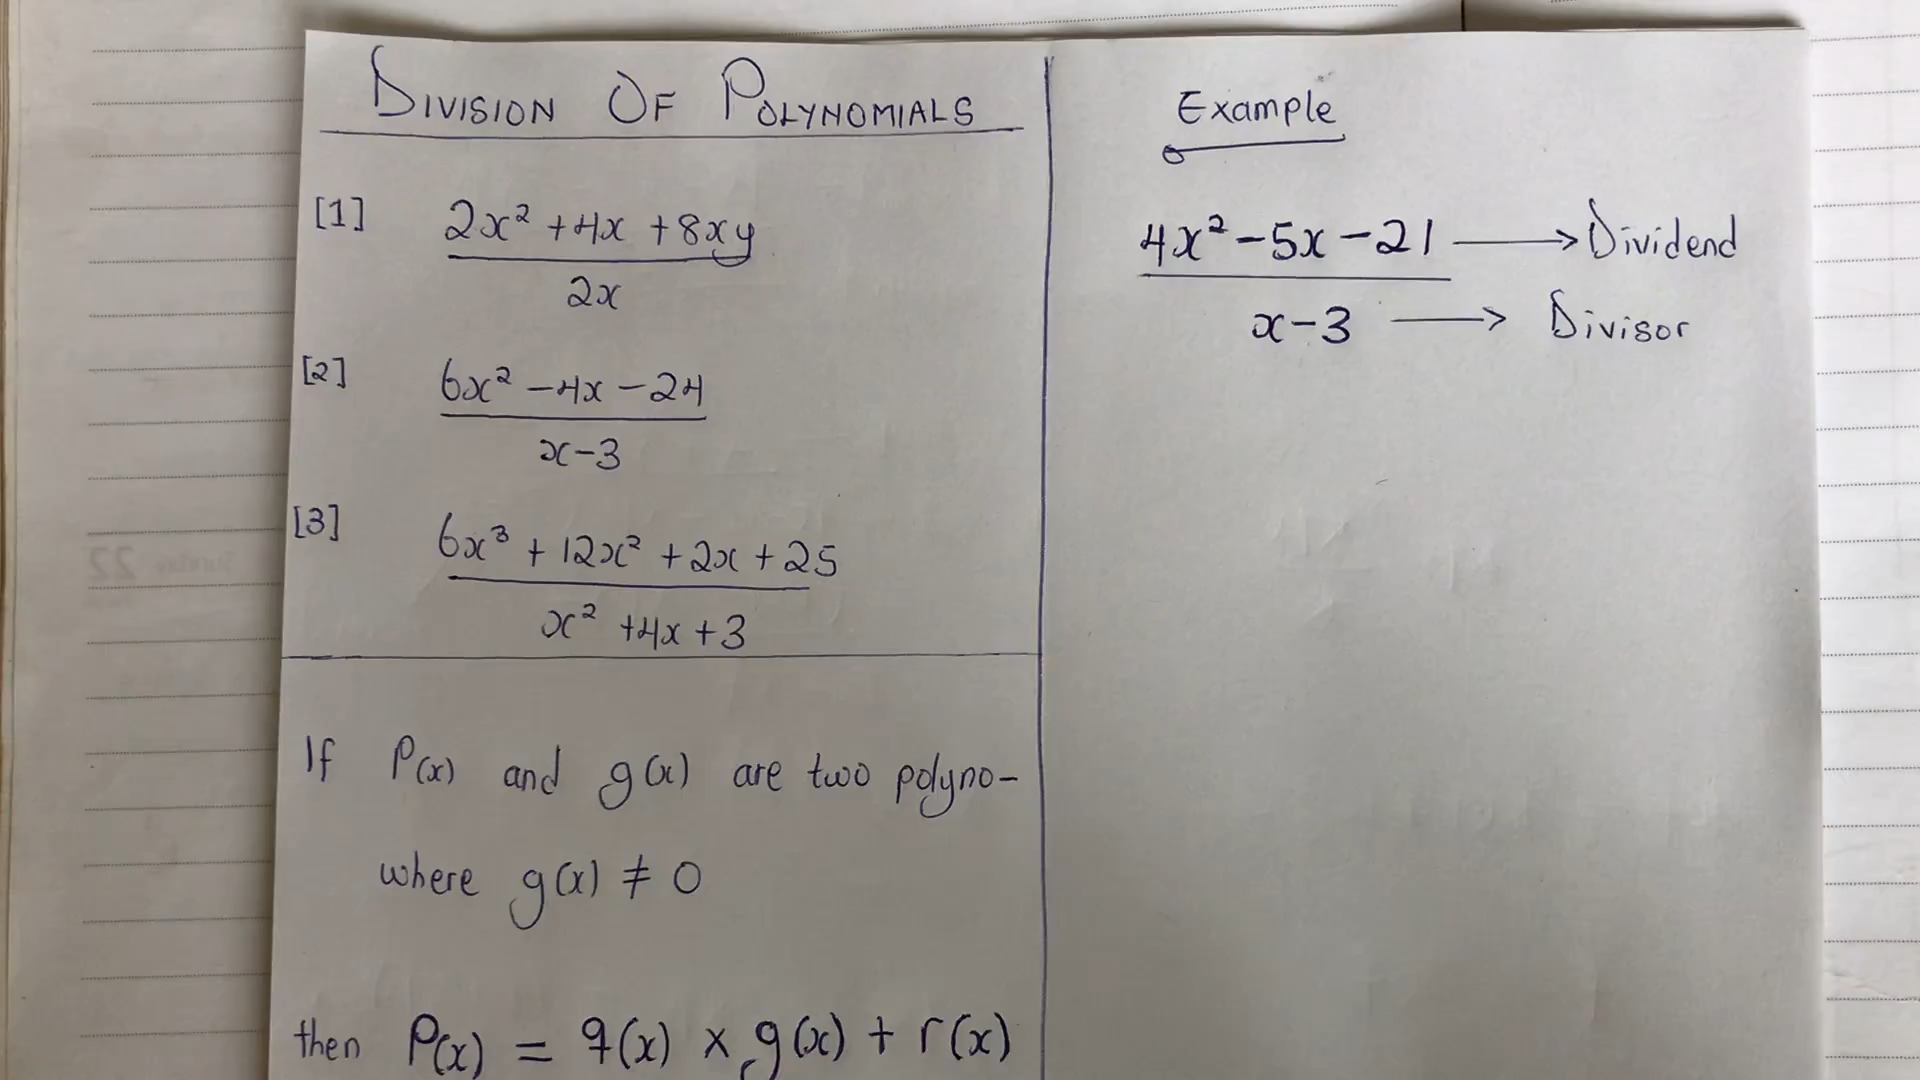 DIVISION OF POLYNOMIALS
[1] 2x² + 4x + 8xy
2x
[2] 6x² - 4x - 24
x - 3
[3] 6x³ + 12x² + 2x + 25
x² + 4x + 3
If P(x) and g(x) are two polyno-
where g(x) ≠ 0
then P(x) = q(x) × g(x) + r(x)
Example
4x² - 5x - 21 → Dividend
x - 3 → Divisor